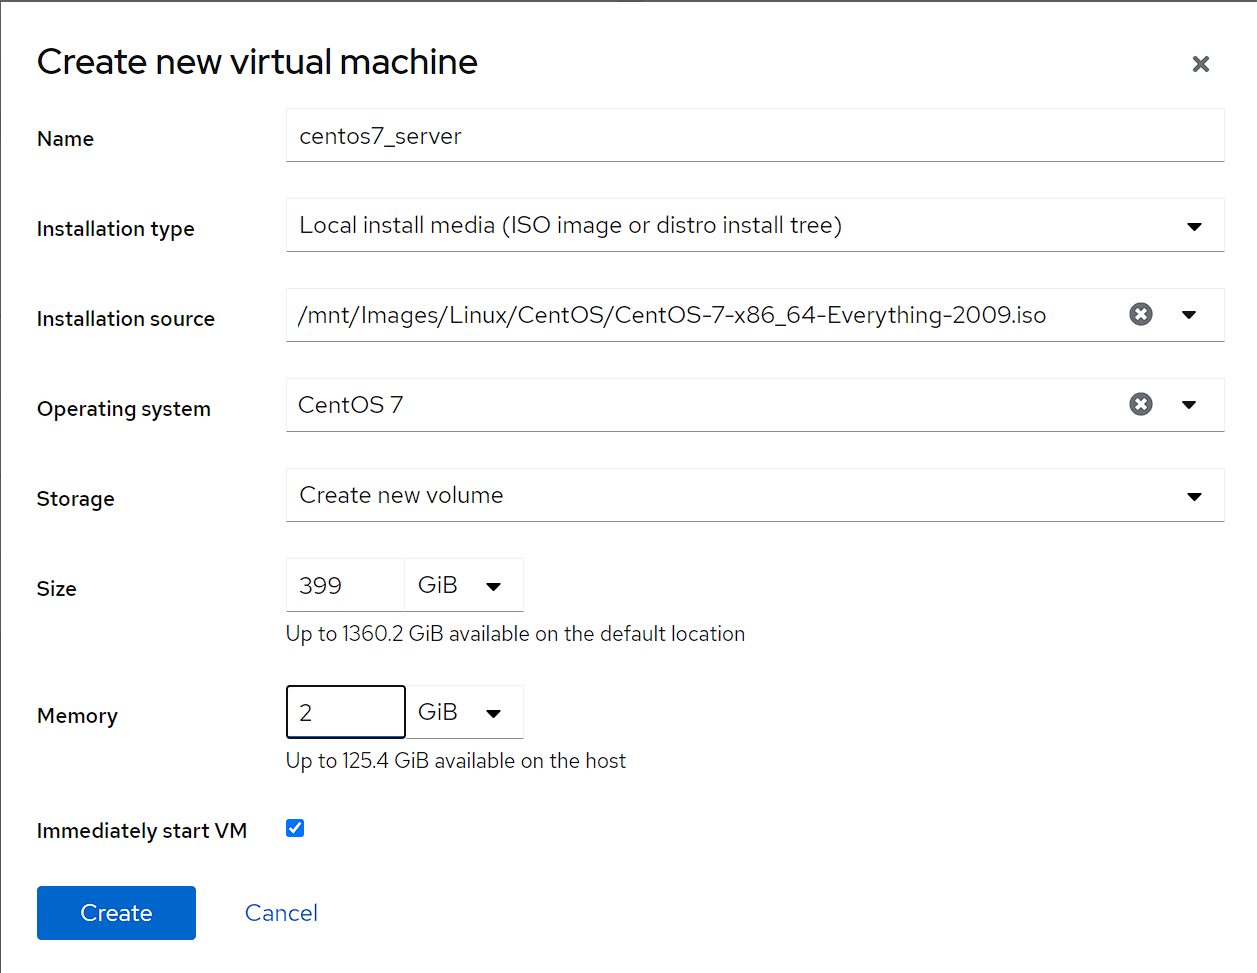 Create new virtual machine
Name
centos7_server
Installation type
Local install media (ISO image or distro install tree)
Installation source
/mnt/Images/Linux/CentOS/CentOS-7-x86_64-Everything-2009.iso
Operating system
CentOS 7
Storage
Create new volume
Size
399 GiB
Up to 1360.2 GiB available on the default location
Memory
2 GiB
Up to 125.4 GiB available on the host
Immediately start VM
Create Cancel